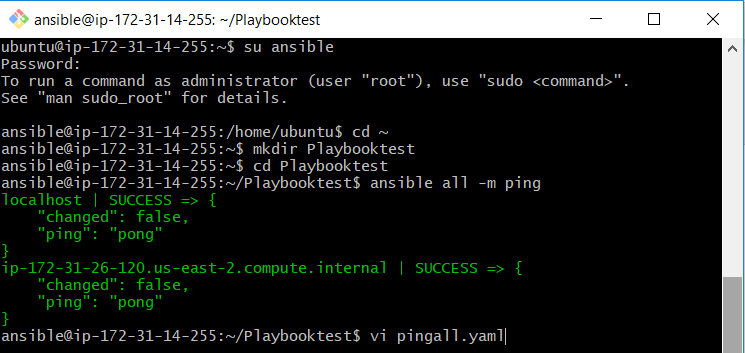 ansible@ip-172-31-14-255: ~/Playbooktest
ubuntu@ip-172-31-14-255:~$ su ansible
Password:
To run a command as administrator (user "root"), use "sudo <command>".
See "man sudo_root" for details.
ansible@ip-172-31-14-255:/home/ubuntu$ cd ~
ansible@ip-172-31-14-255:~$ mkdir Playbooktest
ansible@ip-172-31-14-255:~$ cd Playbooktest
ansible@ip-172-31-14-255:~/Playbooktest$ ansible all -m ping
localhost | SUCCESS => {
    "changed": false,
    "ping": "pong"
}
ip-172-31-26-120.us-east-2.compute.internal | SUCCESS => {
    "changed": false,
    "ping": "pong"
}
ansible@ip-172-31-14-255:~/Playbooktest$ vi pingall.yaml